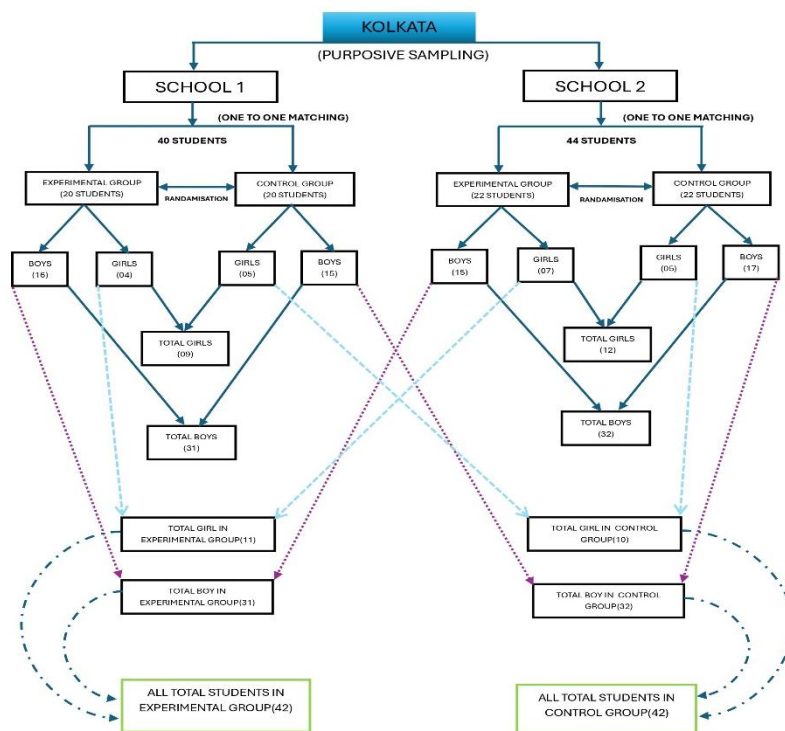 KOLKATA
(PURPOSIVE SAMPLING)
SCHOOL 1
SCHOOL 2
(ONE TO ONE MATCHING)
(ONE TO ONE MATCHING)
40 STUDENTS
44 STUDENTS
EXPERIMENTAL GROUP
(20 STUDENTS)
RANDOMISATION
CONTROL GROUP
(20 STUDENTS)
EXPERIMENTAL GROUP
(22 STUDENTS)
RANDOMISATION
CONTROL GROUP
(22 STUDENTS)
BOYS
(16)
GIRLS
(04)
GIRLS
(05)
BOYS
(15)
BOYS
(15)
GIRLS
(07)
GIRLS
(05)
BOYS
(17)
TOTAL GIRLS
(09)
TOTAL GIRLS
(12)
TOTAL BOYS
(31)
TOTAL BOYS
(32)
TOTAL GIRL IN
EXPERIMENTAL GROUP(11)
TOTAL GIRL IN CONTROL
GROUP(10)
TOTAL BOY IN
EXPERIMENTAL GROUP(31)
TOTAL BOY IN CONTROL
GROUP(32)
ALL TOTAL STUDENTS IN
EXPERIMENTAL GROUP(42)
ALL TOTAL STUDENTS IN
CONTROL GROUP(42)